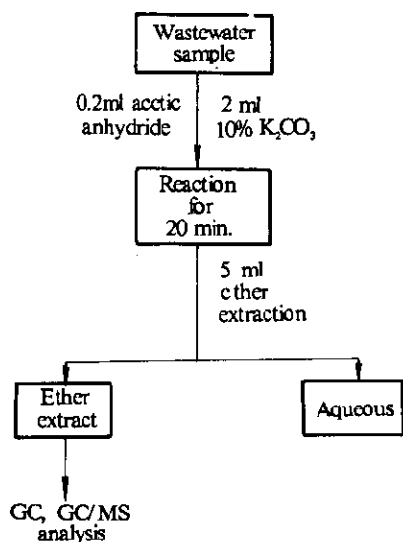 Wastewater
sample
0.2ml acetic
anhydride
2 ml
10% K₂CO₃
Reaction
for
20 min.
5 ml
ether
extraction
Ether
extract
Aqueous
GC, GC/MS
analysis